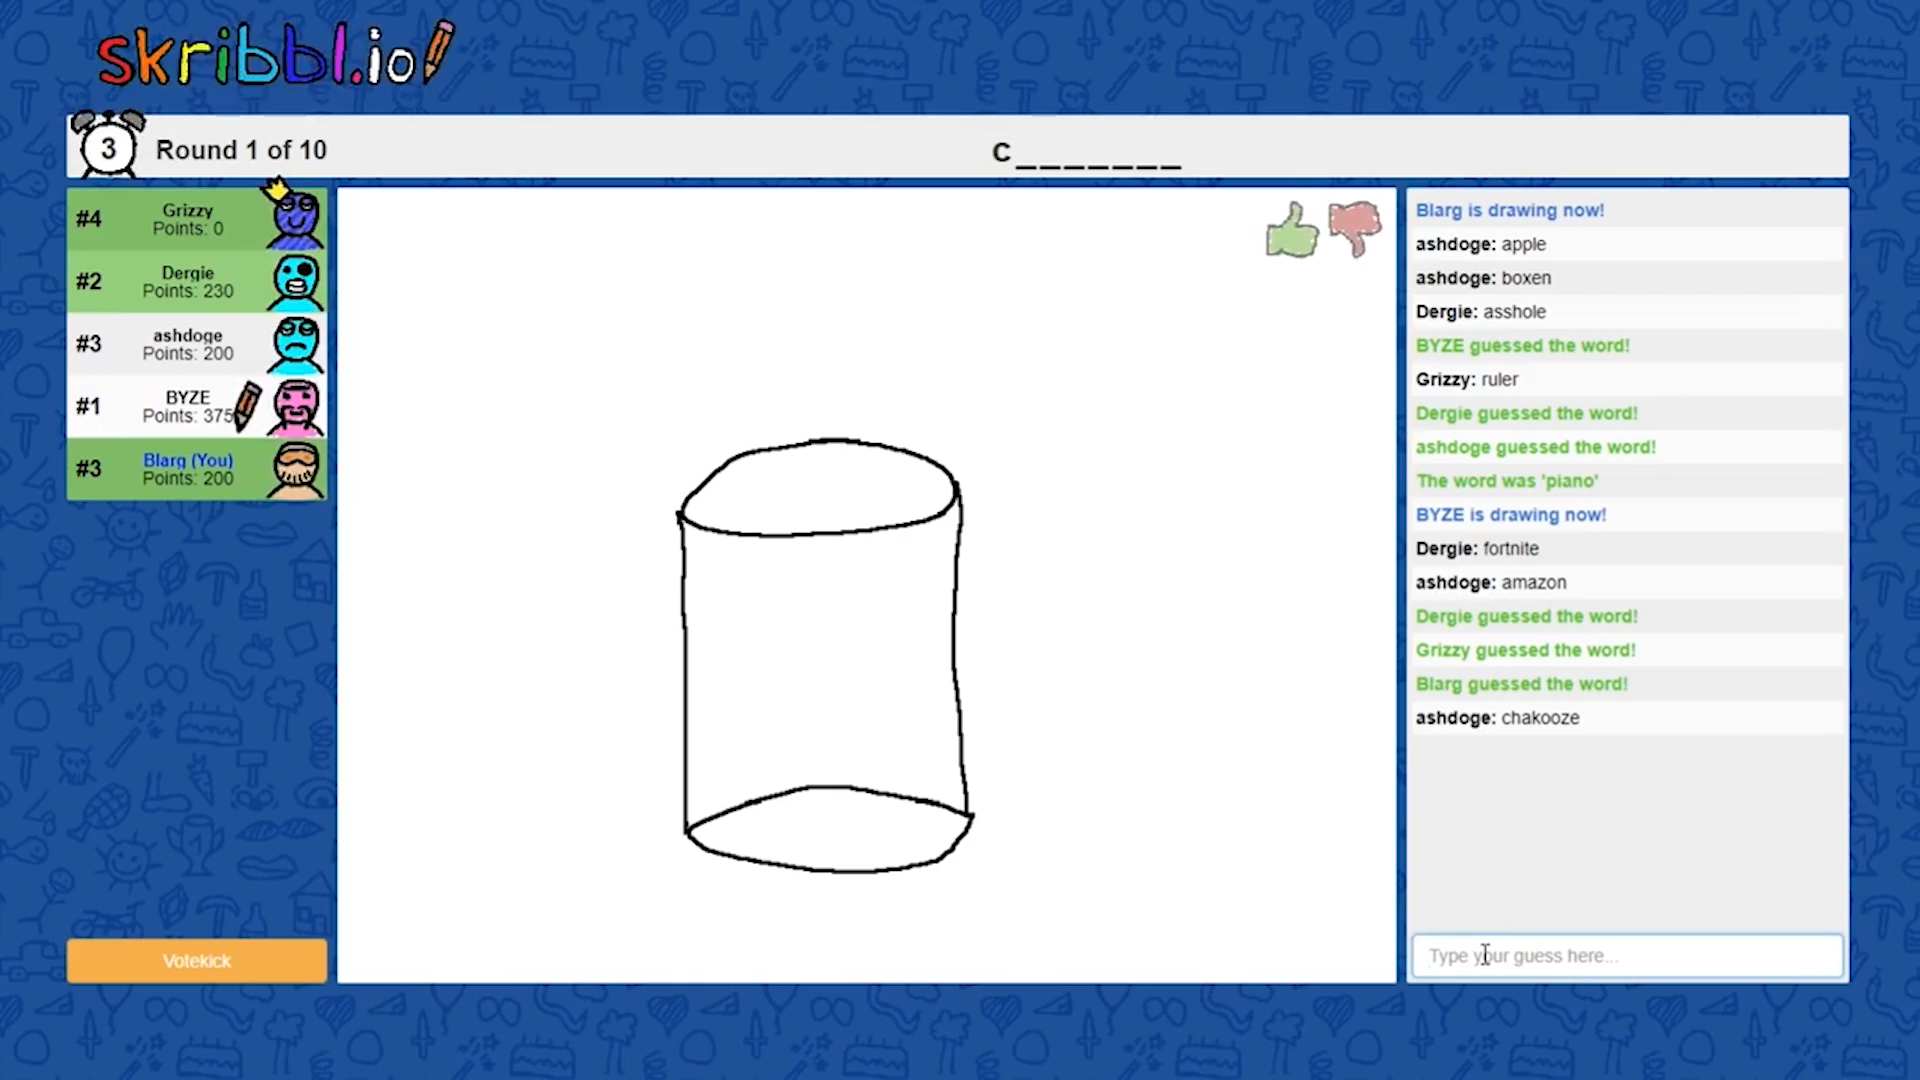 skribbl.io
3
Round 1 of 10
c_______
#4
Grizzy
Points: 0
#2
Dergie
Points: 230
#3
ashdoge
Points: 200
#1
BYZE
Points: 375
#3
Blarg (You)
Points: 200
Votekick
Blarg is drawing now!
ashdoge: apple
ashdoge: boxen
Dergie: asshole
BYZE guessed the word!
Grizzy: ruler
Dergie guessed the word!
ashdoge guessed the word!
The word was 'piano'
BYZE is drawing now!
Dergie: fortnite
ashdoge: amazon
Dergie guessed the word!
Grizzy guessed the word!
Blarg guessed the word!
ashdoge: chakooze
Type your guess here...